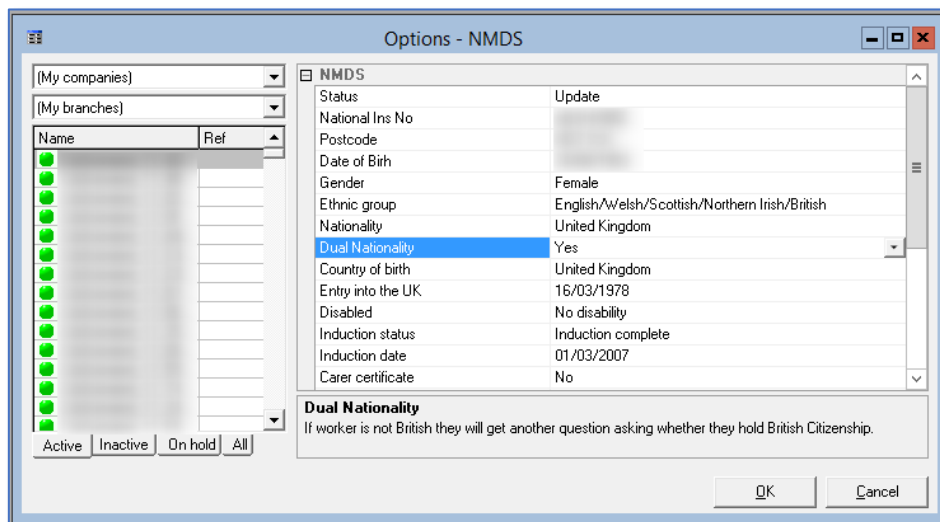 Options - NMDS
(My companies)
(My branches)
Name Ref
Active Inactive On hold All
NMDS
Status Update
National Ins No
Postcode
Date of Birh
Gender Female
Ethnic group English/Welsh/Scottish/Northern Irish/British
Nationality United Kingdom
Dual Nationality Yes
Country of birth United Kingdom
Entry into the UK 16/03/1978
Disabled No disability
Induction status Induction complete
Induction date 01/03/2007
Carer certificate No
Dual Nationality
If worker is not British they will get another question asking whether they hold British Citizenship.
OK Cancel